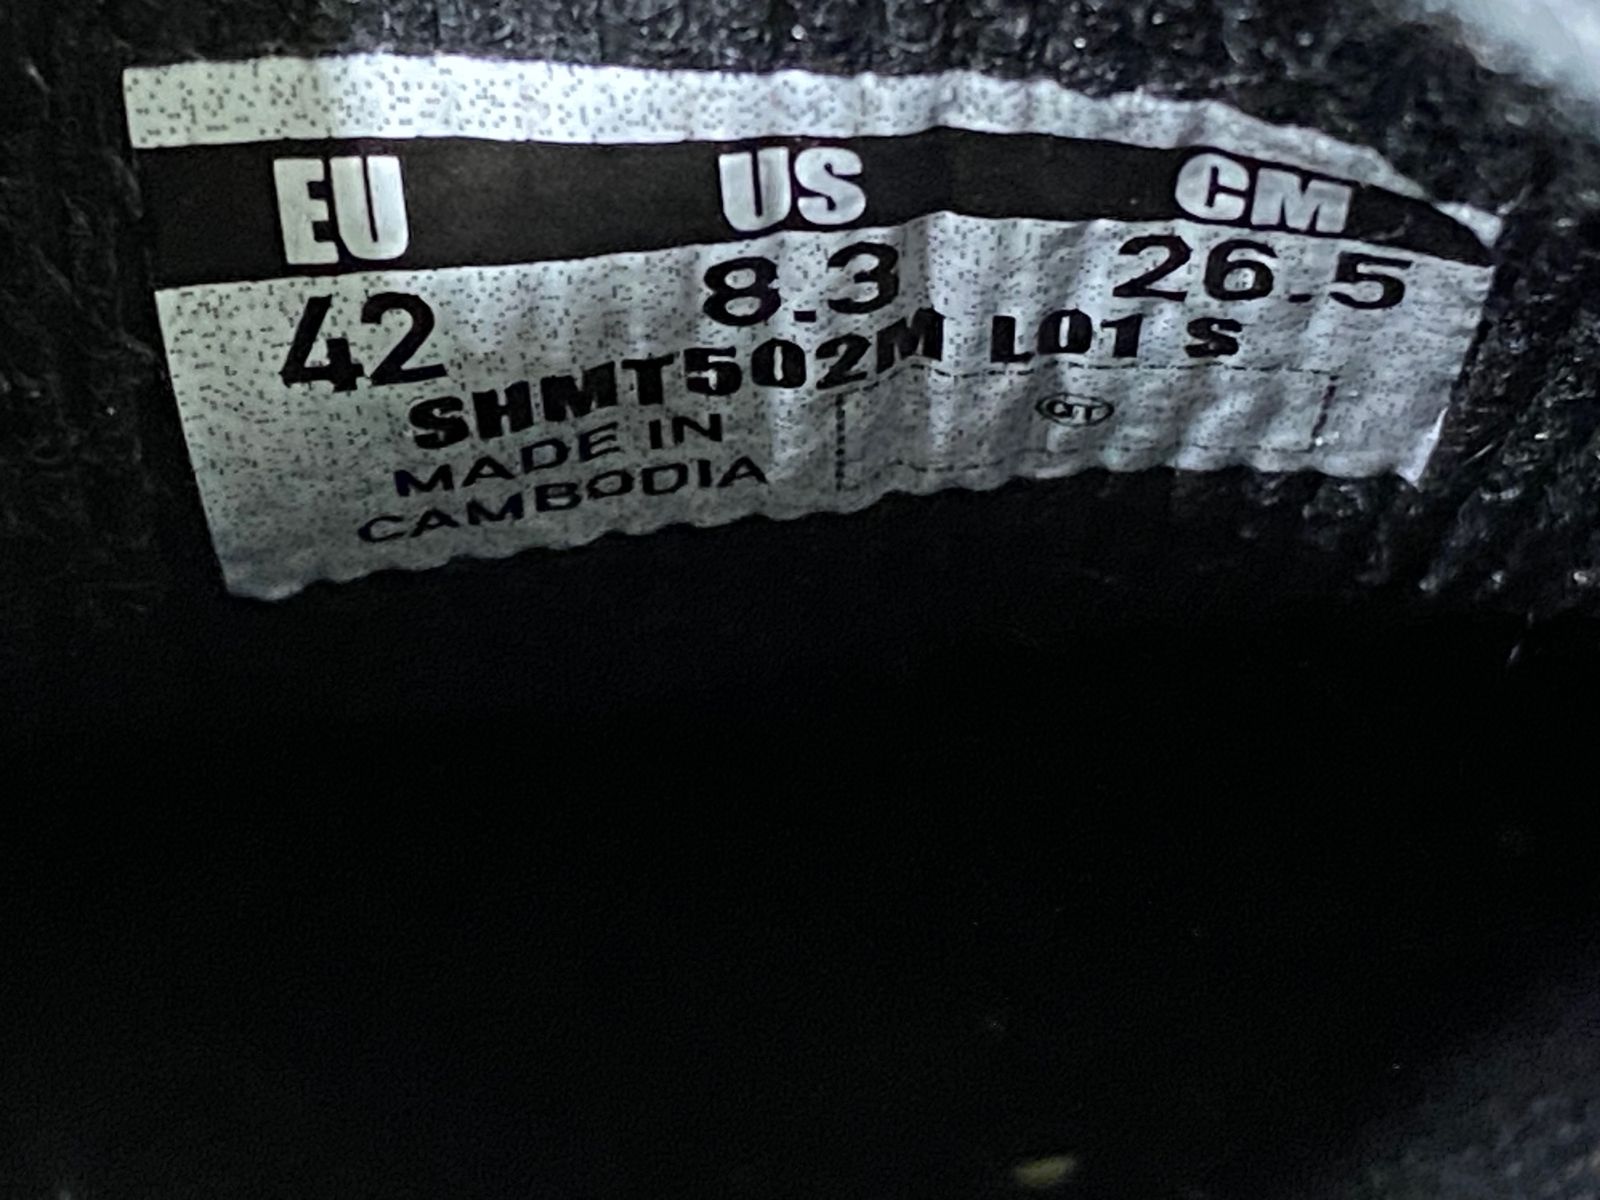 EU US CM
42 8.3 26.5
SHMT502M L01 S
MADE IN
CAMBODIA